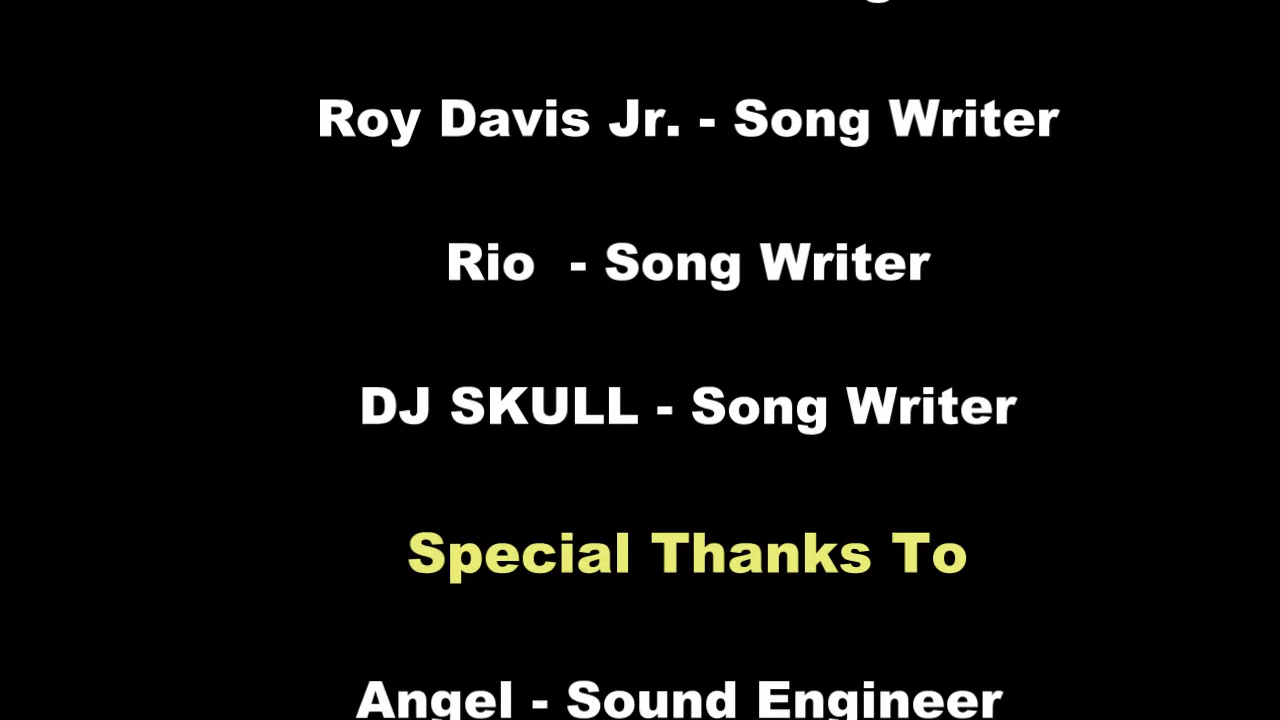 Roy Davis Jr. - Song Writer
Rio  - Song Writer
DJ SKULL - Song Writer
Special Thanks To
Angel - Sound Engineer